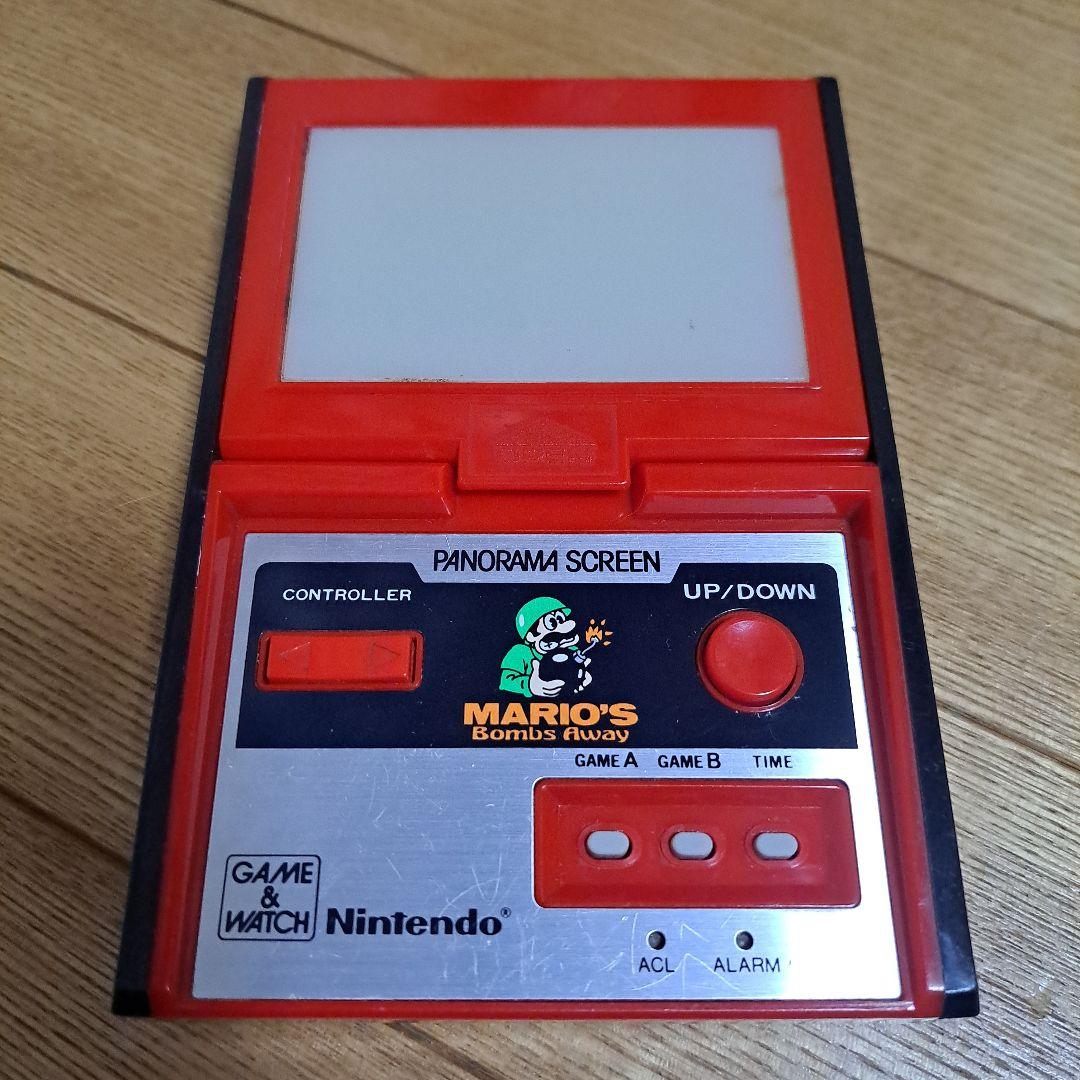 PANORAMA SCREEN
CONTROLLER
UP/DOWN
MARIO'S
Bombs Away
GAME A GAME B TIME
GAME
&
WATCH
Nintendo®
ACL ALARM